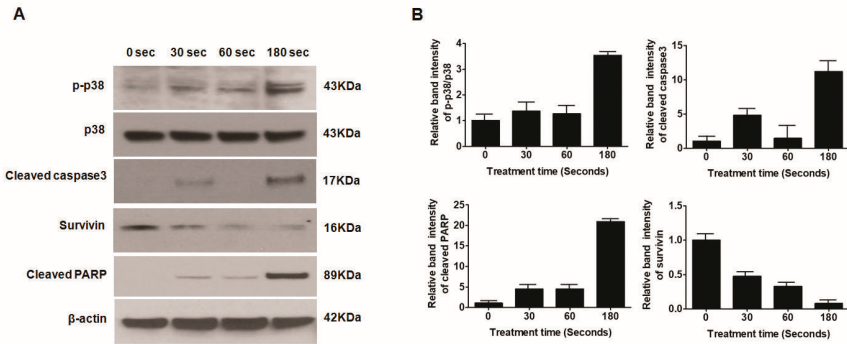 A
0 sec 30 sec 60 sec 180 sec
p-p38 43KDa
p38 43KDa
Cleaved caspase3 17KDa
Survivin 16KDa
Cleaved PARP 89KDa
β-actin 42KDa
B
Relative band intensity
of p-p38/p38
5
4
3
2
1
0
0 30 60 180
Treatment time (Seconds)
Relative band intensity
of cleaved caspase3
15
10
5
0
0 30 60 180
Treatment time (Seconds)
Relative band intensity
of cleaved PARP
25
20
15
10
5
0
0 30 60 180
Treatment time (Seconds)
Relative band intensity
of survivin
1.5
1.0
0.5
0.0
0 30 60 180
Treatment time (Seconds)